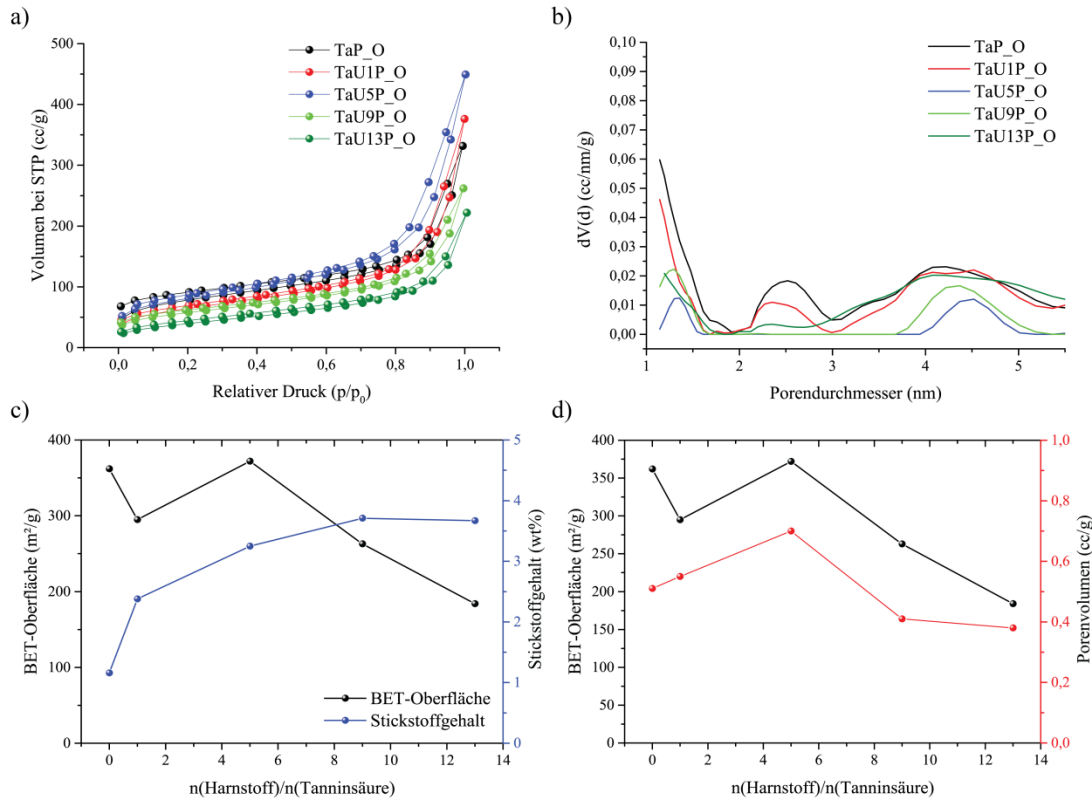 a)
500
400
300
200
100
0
Volumen bei STP (cc/g)
0,0 0,2 0,4 0,6 0,8 1,0
Relativer Druck (p/p₀)
TaP_O
TaU1P_O
TaU5P_O
TaU9P_O
TaU13P_O
b)
0,10
0,09
0,08
0,07
0,06
0,05
0,04
0,03
0,02
0,01
0,00
dV(d) (cc/nm/g)
1 2 3 4 5
Porendurchmesser (nm)
TaP_O
TaU1P_O
TaU5P_O
TaU9P_O
TaU13P_O
c)
400
300
200
100
0
BET-Oberfläche (m²/g)
5
4
3
2
1
0
Stickstoffgehalt (wt%)
BET-Oberfläche
Stickstoffgehalt
0 2 4 6 8 10 12 14
n(Harnstoff)/n(Tanninsäure)
d)
400
350
300
250
200
150
100
50
0
BET-Oberfläche (m²/g)
1,0
0,8
0,6
0,4
0,2
0,0
Porenvolumen (cc/g)
0 2 4 6 8 10 12 14
n(Harnstoff)/n(Tanninsäure)